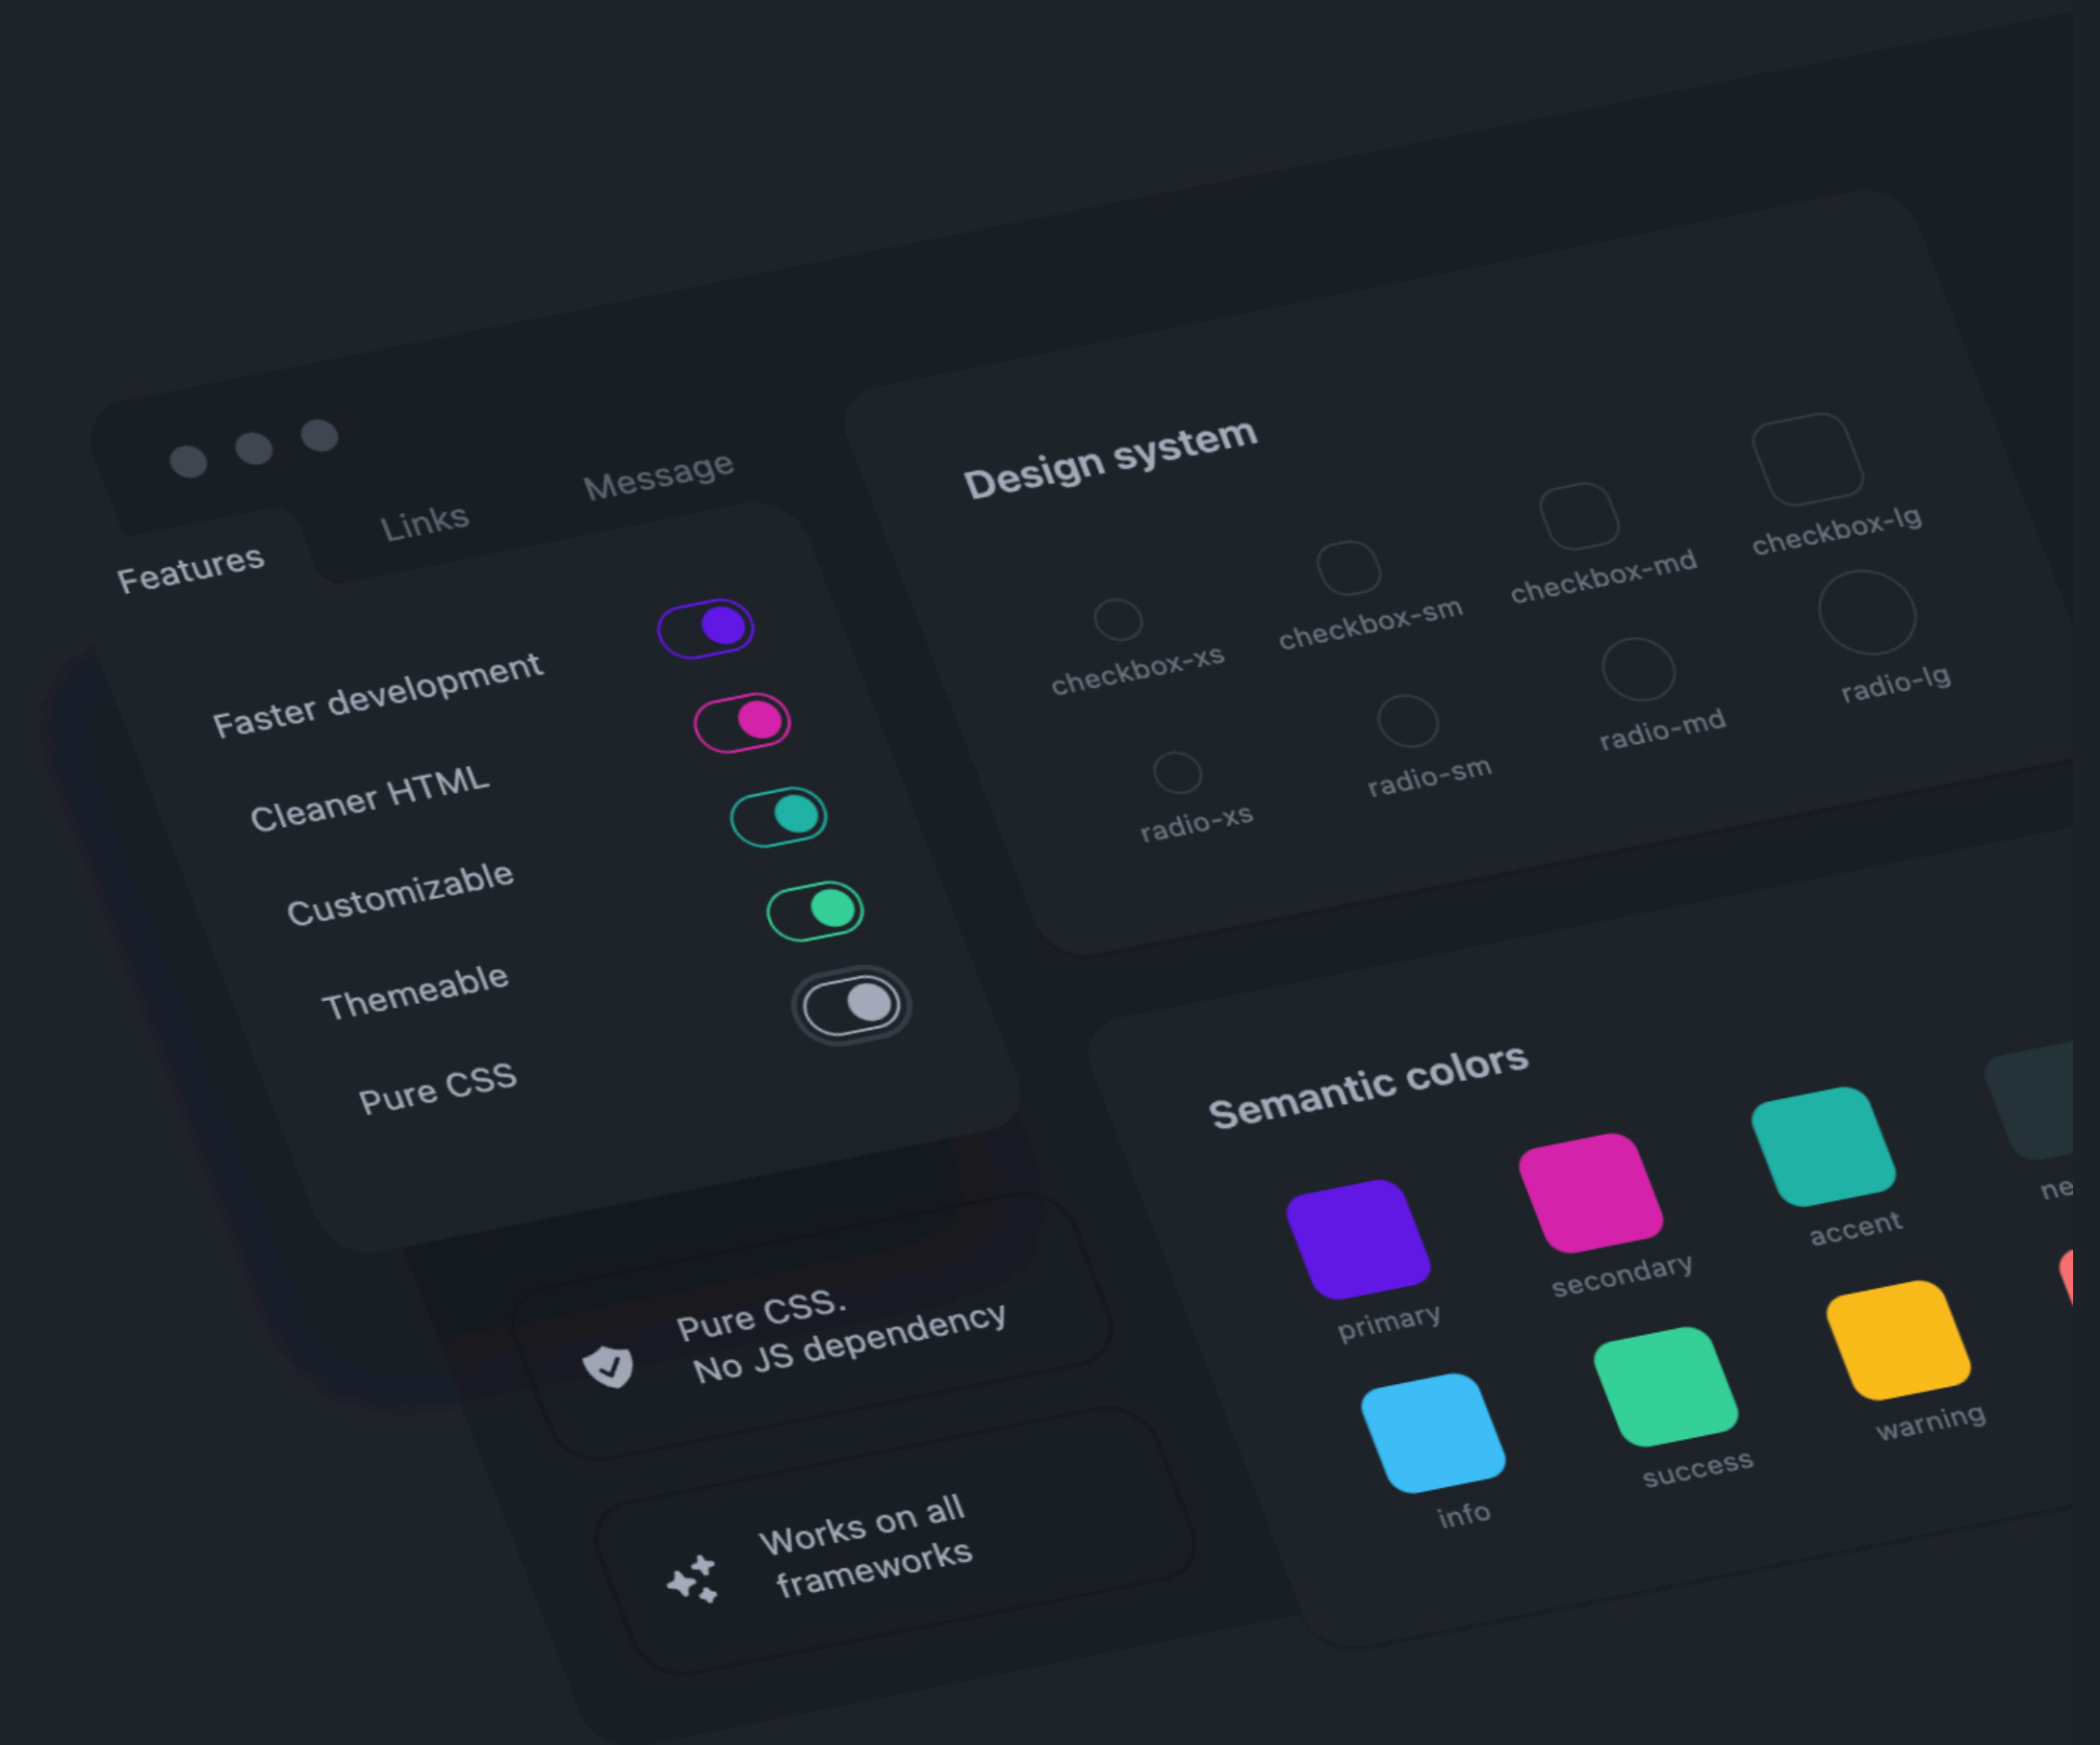 Features
Links
Message
Faster development
Cleaner HTML
Customizable
Themeable
Pure CSS
Design system
checkbox-xs
checkbox-sm
checkbox-md
checkbox-lg
radio-xs
radio-sm
radio-md
radio-lg
Pure CSS.
No JS dependency
Works on all
frameworks
Semantic colors
primary
secondary
accent
ne
info
success
warning